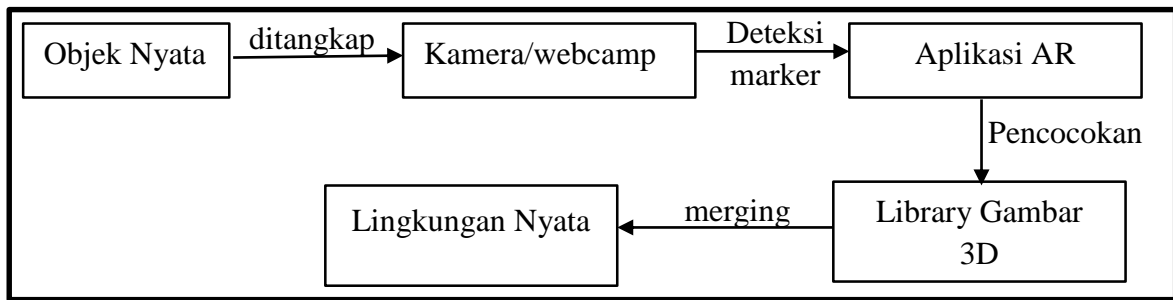 Objek Nyata
ditangkap
Kamera/webcamp
Deteksi
marker
Aplikasi AR
Pencocokan
Library Gambar
3D
merging
Lingkungan Nyata